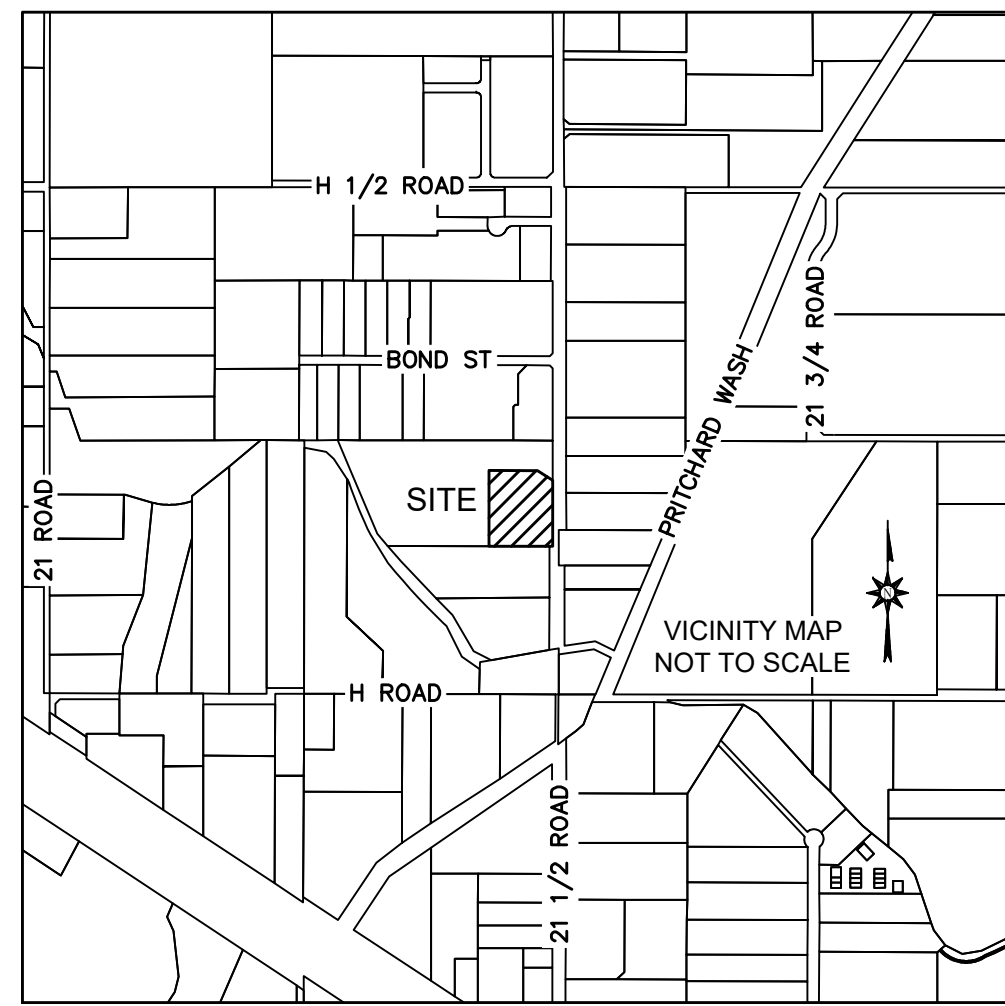 H 1/2 ROAD
BOND ST
21 3/4 ROAD
PRITCHARD WASH
SITE
21 ROAD
N
VICINITY MAP
NOT TO SCALE
H ROAD
21 1/2 ROAD